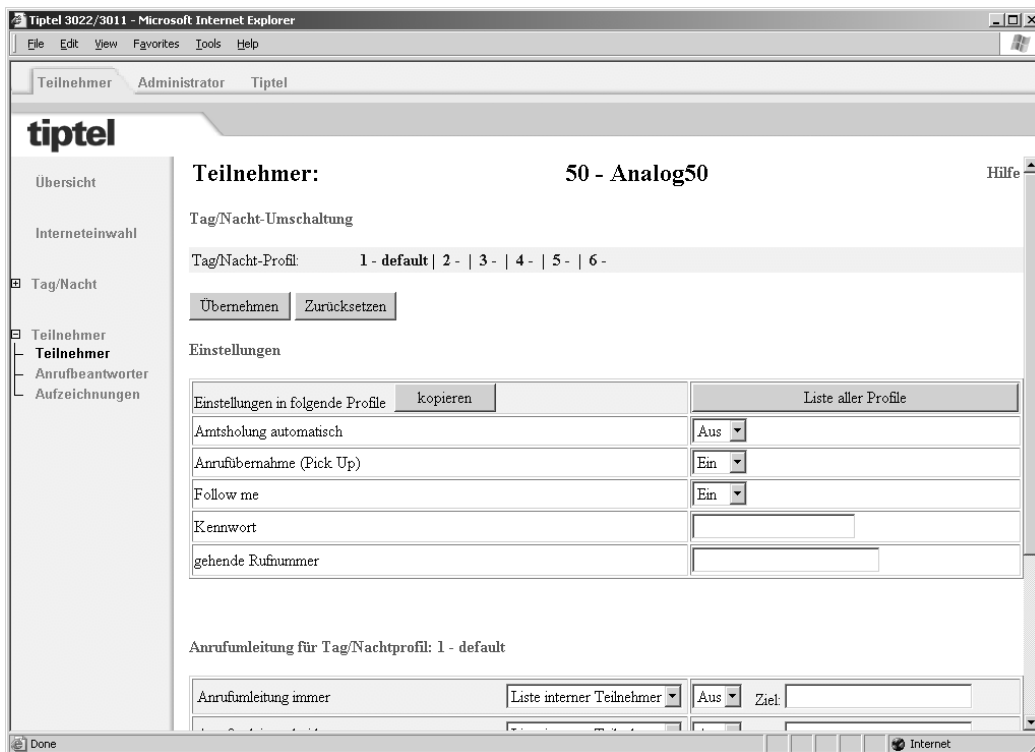 Tiptel 3022/3011 - Microsoft Internet Explorer
File Edit View Favorites Tools Help
Teilnehmer Administrator Tiptel
tiptel
Übersicht
Interneteinwahl
Tag/Nacht
Teilnehmer
Teilnehmer
Anrufbeantworter
Aufzeichnungen
Teilnehmer: 50 - Analog50 Hilfe
Tag/Nacht-Umschaltung
Tag/Nacht-Profil: 1 - default | 2 - | 3 - | 4 - | 5 - | 6 -
Übernehmen Zurücksetzen
Einstellungen
Einstellungen in folgende Profile kopieren Liste aller Profile
Amtsholung automatisch Aus
Anrufübernahme (Pick Up) Ein
Follow me Ein
Kennwort
gehende Rufnummer
Anrufumleitung für Tag/Nachtprofil: 1 - default
Anrufumleitung immer Liste interner Teilnehmer Aus Ziel:
Done Internet